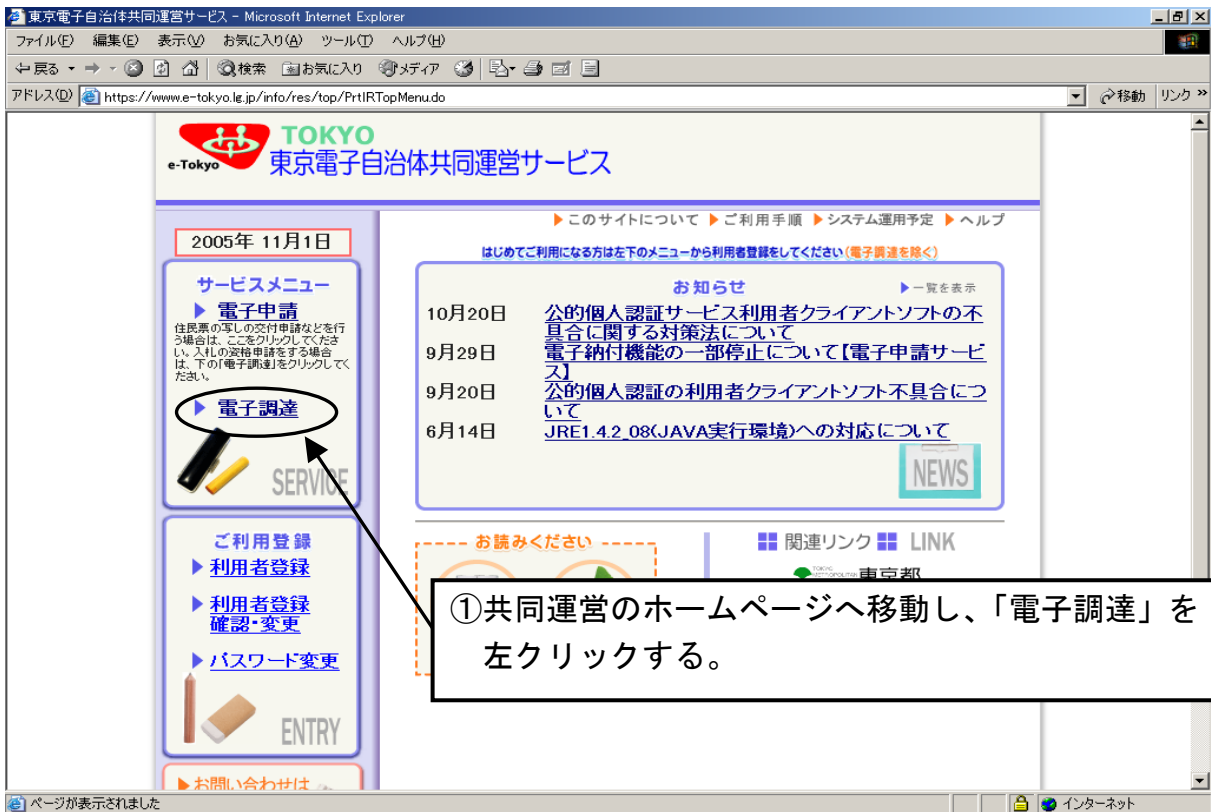 東京電子自治体共同運営サービス - Microsoft Internet Explorer
ファイル(F) 編集(E) 表示(V) お気に入り(A) ツール(T) ヘルプ(H)
戻る 検索 お気に入り メディア
アドレス(D) https://www.e-tokyo.lg.jp/info/res/top/PrtlRTopMenu.do 移動 リンク »
e-Tokyo
TOKYO
東京電子自治体共同運営サービス
このサイトについて ご利用手順 システム運用予定 ヘルプ
2005年 11月1日
はじめてご利用になる方は左下のメニューから利用者登録をしてください(電子調達を除く)
サービスメニュー
電子申請
住民票の写しの交付申請などを行
う場合は、ここをクリックしてくださ
い。入札の資格申請をする場合
は、下の「電子調達」をクリックしてく
ださい。
電子調達
SERVICE
お知らせ
一覧を表示
10月20日 公的個人認証サービス利用者クライアントソフトの不
具合に関する対策法について
9月29日 電子納付機能の一部停止について【電子申請サービ
ス】
9月20日 公的個人認証の利用者クライアントソフト不具合につ
いて
6月14日 JRE1.4.2_08(JAVA実行環境)への対応について
NEWS
ご利用登録
利用者登録
利用者登録
確認・変更
パスワード変更
ENTRY
お問い合わせは
お読みください
関連リンク LINK
TOKYO METROPOLITAN 東京都
①共同運営のホームページへ移動し、「電子調達」を
左クリックする。
ページが表示されました
インターネット